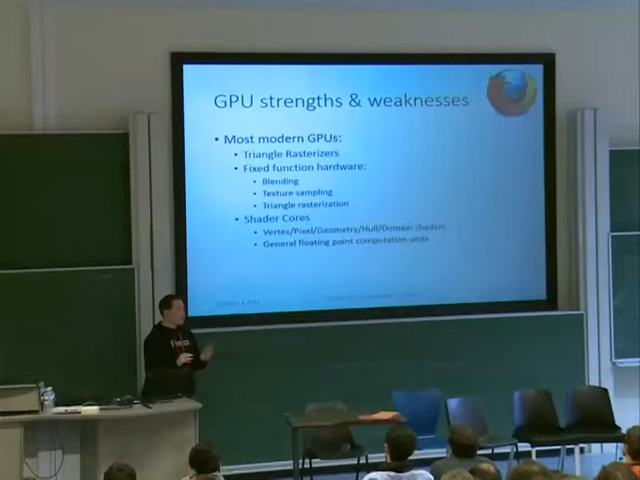 GPU strengths & weaknesses
• Most modern GPUs:
• Triangle Rasterizers
• Fixed function hardware:
• Blending
• Texture sampling
• Triangle rasterization
• Shader Cores
• Vertex/Pixel/Geometry/Hull/Domain shaders
• General floating point computation units